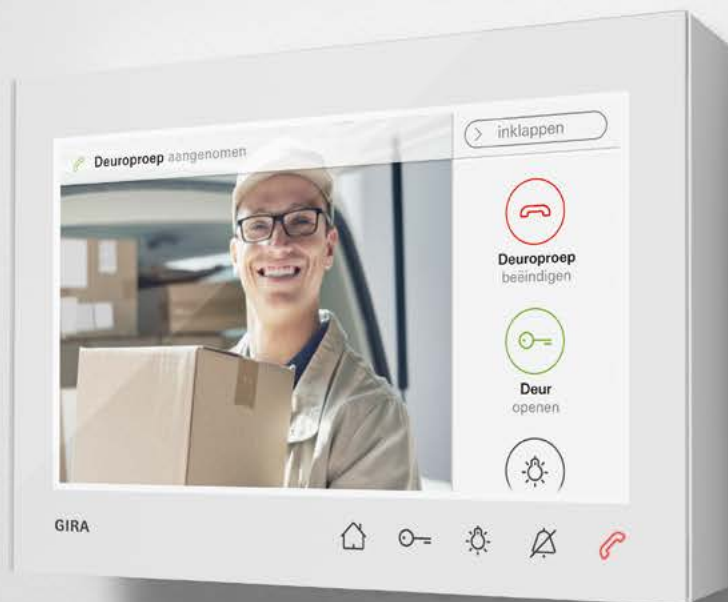 Deuroproep aangenomen
inklappen
Deuroproep
beëindigen
Deur
openen
GIRA